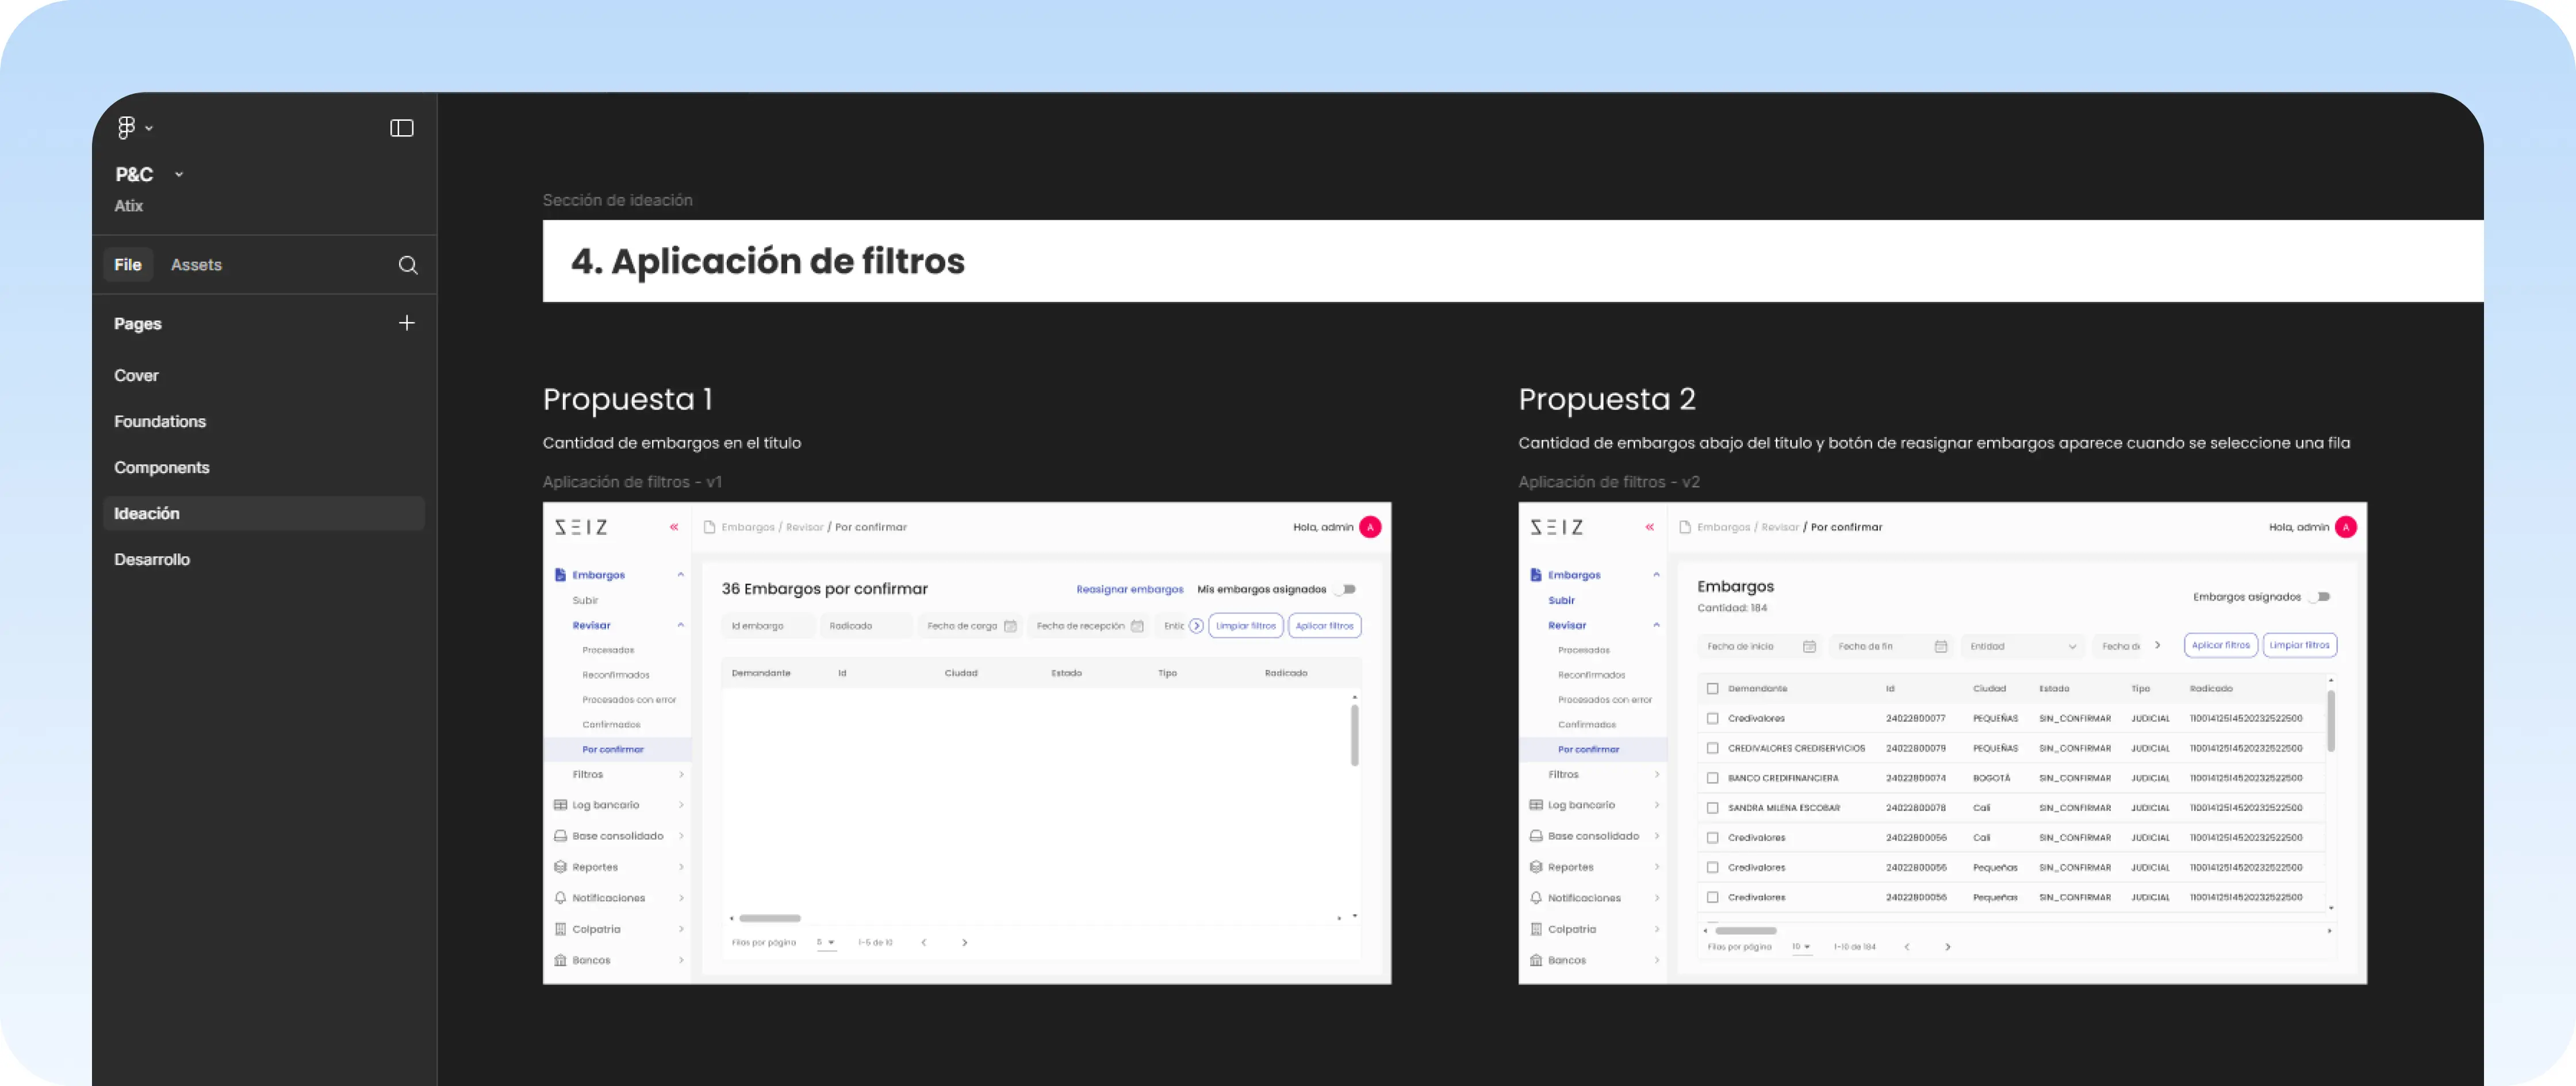 P&C
Atix
File
Assets
Pages
Cover
Foundations
Components
Ideación
Desarrollo
Sección de ideación
4. Aplicación de filtros
Propuesta 1
Cantidad de embargos en el título
Aplicación de filtros - v1
SEIZ
Embargos / Revisar / Por confirmar
Hola, admin
A
Embargos
Subir
Revisar
Procesados
Reconfirmados
Procesados con error
Confirmados
Por confirmar
Filtros
Log bancario
Base consolidado
Reportes
Notificaciones
Colpatria
Bancos
36 Embargos por confirmar
Reasignar embargos
Mis embargos asignados
Id embargo
Radicado
Fecha de carga
Fecha de recepción
Entic
Limpiar filtros
Aplicar filtros
Demandante Id Ciudad Estado Tipo Radicado
Filas por página 5 1-5 de 12
Propuesta 2
Cantidad de embargos abajo del título y botón de reasignar embargos aparece cuando se seleccione una fila
Aplicación de filtros - v2
SEIZ
Embargos / Revisar / Por confirmar
Hola, admin
A
Embargos
Subir
Revisar
Procesados
Reconfirmados
Procesados con error
Confirmados
Por confirmar
Filtros
Log bancario
Base consolidado
Reportes
Notificaciones
Colpatria
Bancos
Embargos
Cantidad: 184
Embargos asignados
Fecha de inicio
Fecha de fin
Entidad
Fecha de
Aplicar filtros
Limpiar filtros
Demandante Id Ciudad Estado Tipo Radicado
Credivalores 24022800077 PEQUEÑAS SIN_CONFIRMAR JUDICIAL 11001412514520232522500
CREDIVALORES CREDISERVICIOS 24022800079 PEQUEÑAS SIN_CONFIRMAR JUDICIAL 11001412514520232522500
BANCO CREDIFINANCIERA 24022800074 BOGOTÁ SIN_CONFIRMAR JUDICIAL 11001412514520232522500
SANDRA MILENA ESCOBAR 24022800078 Cali SIN_CONFIRMAR JUDICIAL 11001412514520232522500
Credivalores 24022800056 Cali SIN_CONFIRMAR JUDICIAL 11001412514520232522500
Credivalores 24022800056 Pequeñas SIN_CONFIRMAR JUDICIAL 11001412514520232522500
Credivalores 24022800056 Pequeñas SIN_CONFIRMAR JUDICIAL 11001412514520232522500
Filas por página 10 1-10 de 184